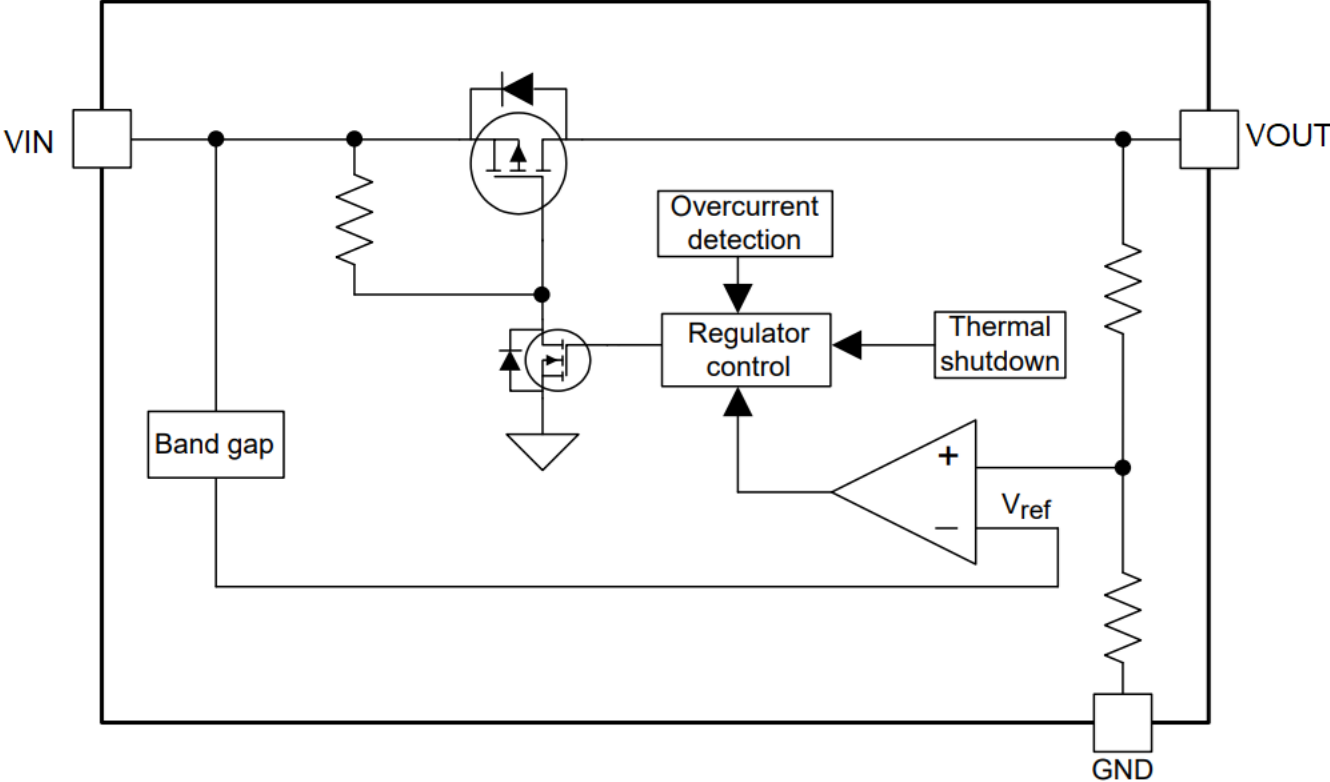 VIN
VOUT
Overcurrent
detection
Regulator
control
Thermal
shutdown
Band gap
+
Vref
−
GND